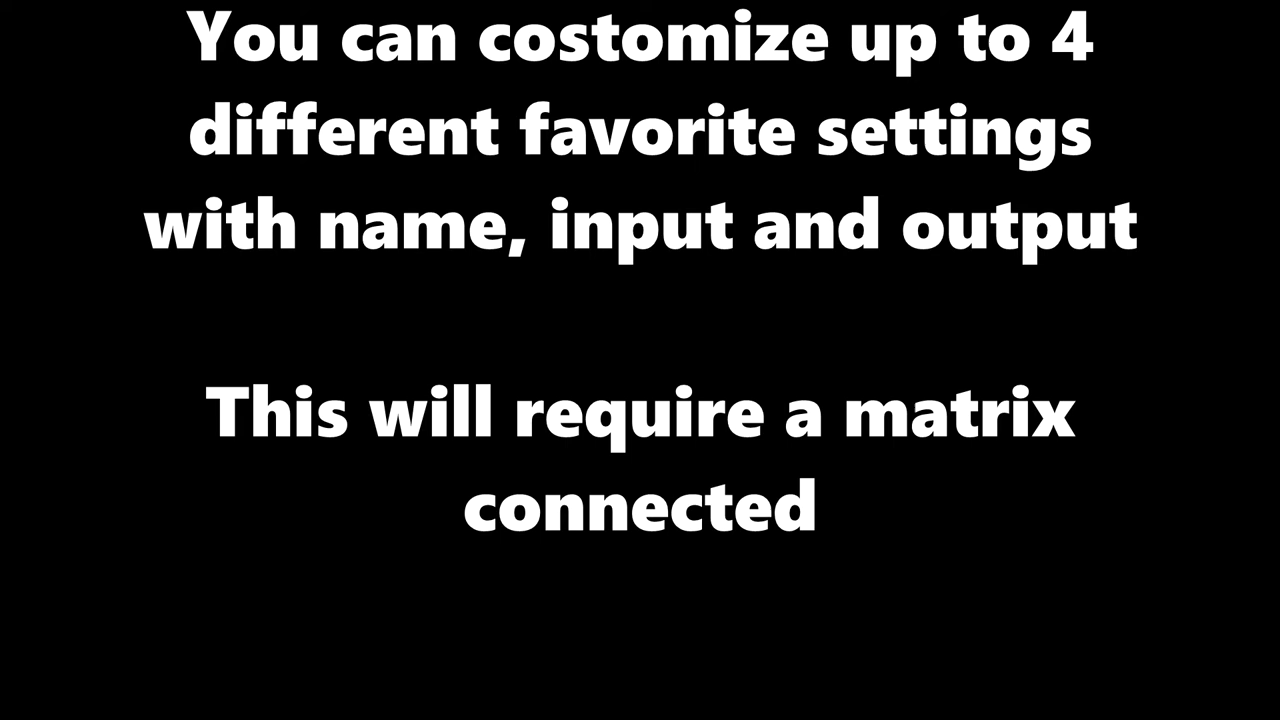 You can costomize up to 4
different favorite settings
with name, input and output
This will require a matrix
connected